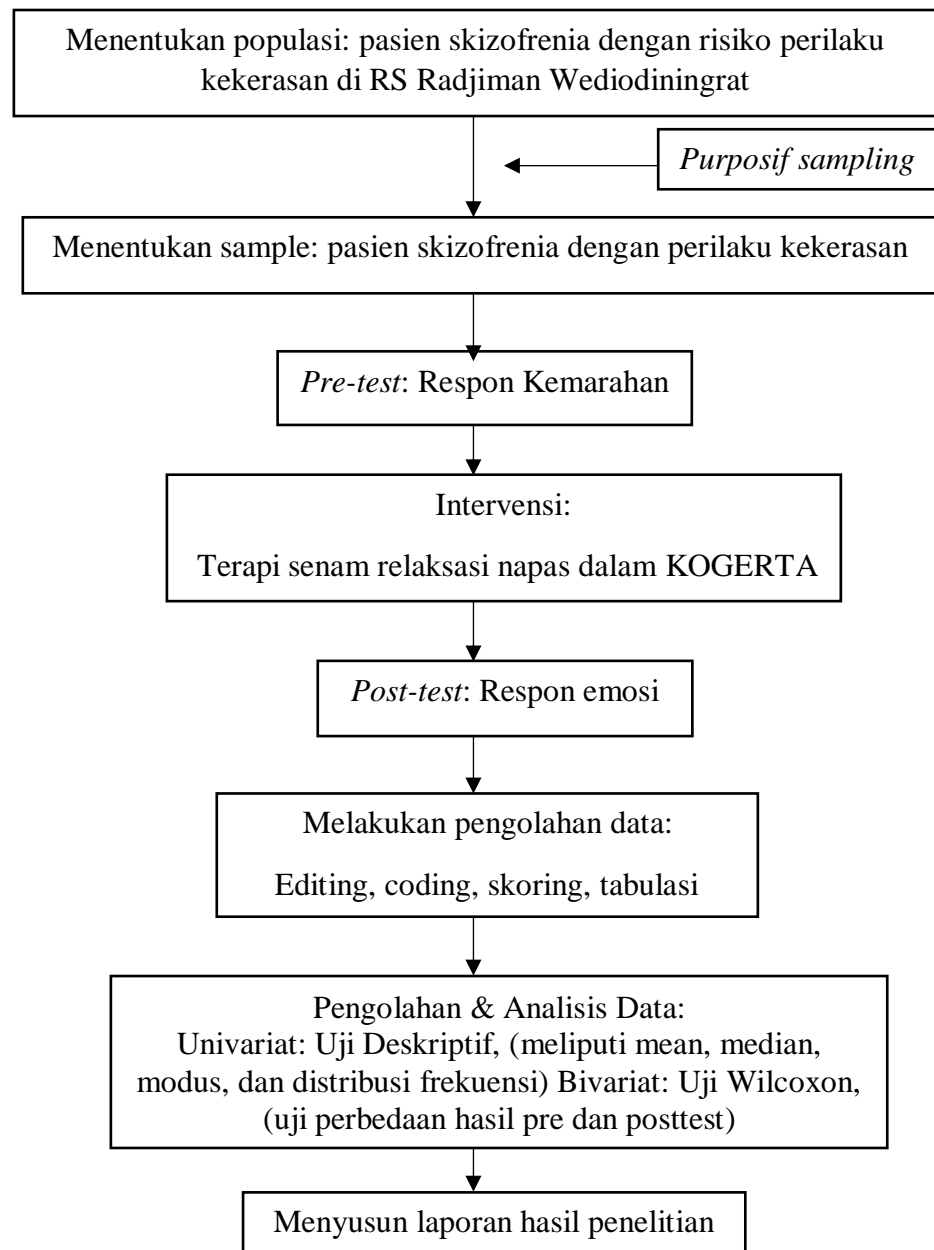 Menentukan populasi: pasien skizofrenia dengan risiko perilaku
kekerasan di RS Radjiman Wediodiningrat
Purposif sampling
Menentukan sample: pasien skizofrenia dengan perilaku kekerasan
Pre-test: Respon Kemarahan
Intervensi:
Terapi senam relaksasi napas dalam KOGERTA
Post-test: Respon emosi
Melakukan pengolahan data:
Editing, coding, skoring, tabulasi
Pengolahan & Analisis Data:
Univariat: Uji Deskriptif, (meliputi mean, median,
modus, dan distribusi frekuensi) Bivariat: Uji Wilcoxon,
(uji perbedaan hasil pre dan posttest)
Menyusun laporan hasil penelitian